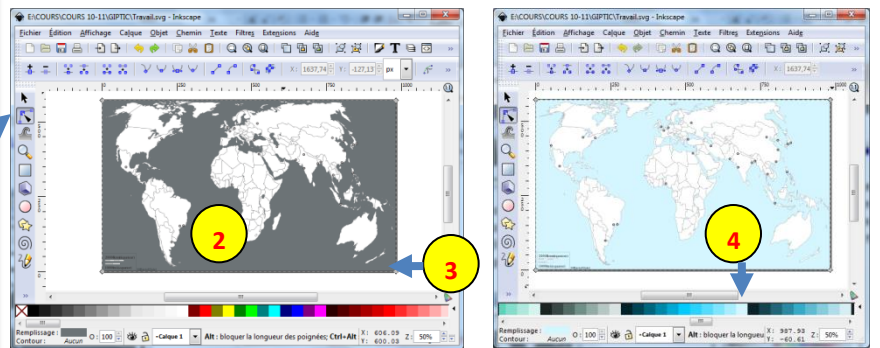 E:\COURS\COURS 10-11\GIPTIC\Travail.svg - Inkscape
Fichier Édition Affichage Calque Objet Chemin Texte Filtres Extensions Aide
X: 1637,74 Y: -727,13 px
2
3
Remplissage :
Contour : Aucun
O: 100
-Calque 1
Alt : bloquer la longueur des poignées; Ctrl+Alt
X: 606.09
Y: 600.03
Z: 50%
E:\COURS\COURS 10-11\GIPTIC\Travail.svg - Inkscape
Fichier Édition Affichage Calque Objet Chemin Texte Filtres Extensions Aide
X: 1637,74
4
Remplissage :
Contour : Aucun
O: 100
-Calque 1
Alt : bloquer la longueu
X: 987.93
Y: -60.61
Z: 50%